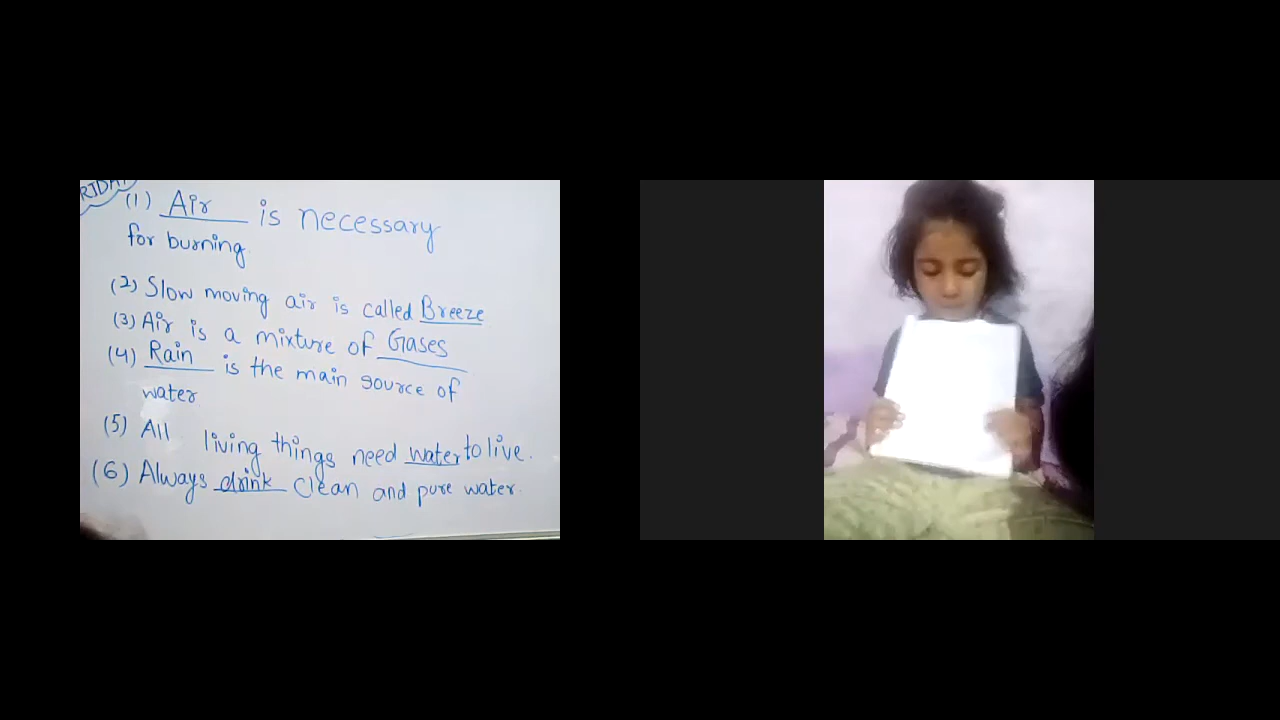 (1) Air is necessary
for burning
(2) Slow moving air is called Breeze
(3) Air is a mixture of Gases
(4) Rain is the main source of
water
(5) All living things need water to live.
(6) Always drink clean and pure water.